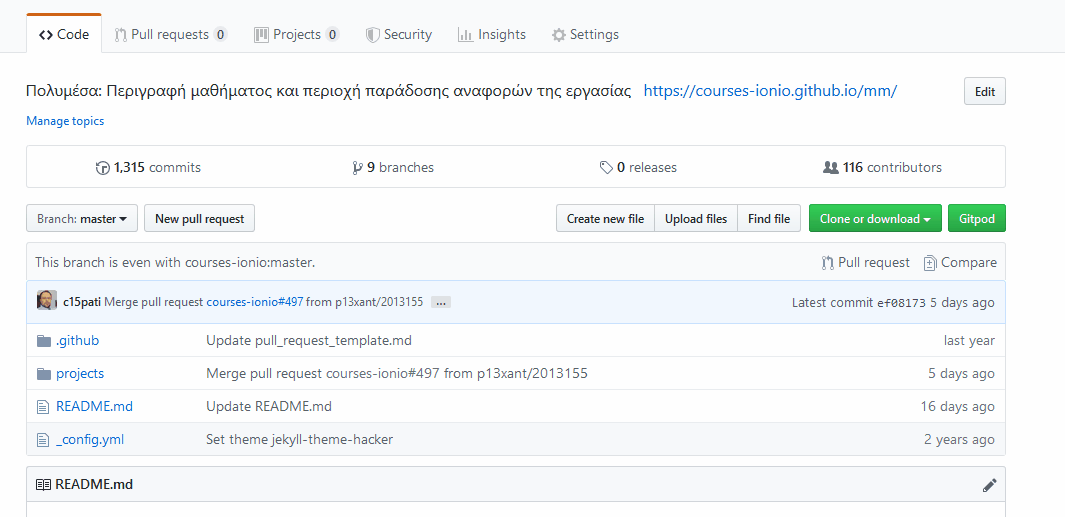 Code Pull requests 0 Projects 0 Security Insights Settings
Πολυμέσα: Περιγραφή μαθήματος και περιοχή παράδοσης αναφορών της εργασίας https://courses-ionio.github.io/mm/ Edit
Manage topics
1,315 commits 9 branches 0 releases 116 contributors
Branch: master New pull request Create new file Upload files Find file Clone or download Gitpod
This branch is even with courses-ionio:master. Pull request Compare
c15pati Merge pull request courses-ionio#497 from p13xant/2013155 ... Latest commit ef08173 5 days ago
.github Update pull_request_template.md last year
projects Merge pull request courses-ionio#497 from p13xant/2013155 5 days ago
README.md Update README.md 16 days ago
_config.yml Set theme jekyll-theme-hacker 2 years ago
README.md